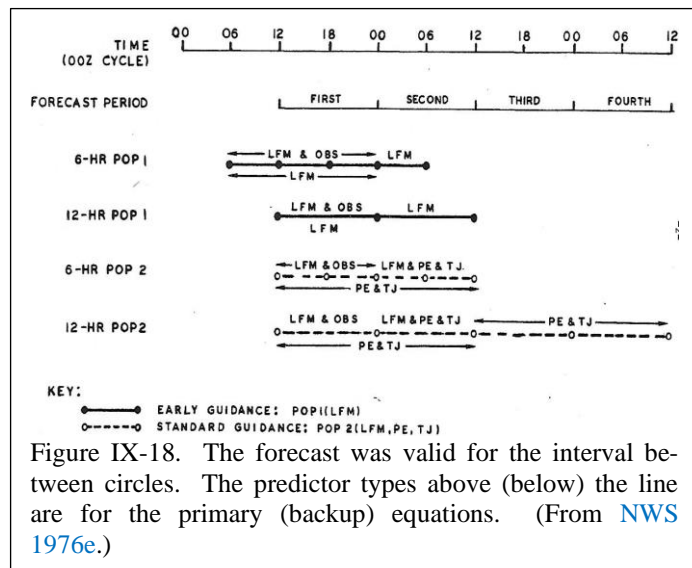 TIME 00 06 12 18 00 06 12 18 00 06 12 18 00 06 12
(00Z CYCLE)
FORECAST PERIOD FIRST SECOND THIRD FOURTH
6-HR POP 1 LFM & OBS LFM
LFM
12-HR POP 1 LFM & OBS LFM
LFM
6-HR POP 2 LFM & OBS LFM & PE & TJ
PE & TJ
12-HR POP2 LFM & OBS LFM & PE & TJ PE & TJ
PE & TJ
KEY:
EARLY GUIDANCE: POP1(LFM)
STANDARD GUIDANCE: POP 2(LFM, PE, TJ)
Figure IX-18. The forecast was valid for the interval be-
tween circles. The predictor types above (below) the line
are for the primary (backup) equations. (From NWS
1976e.)